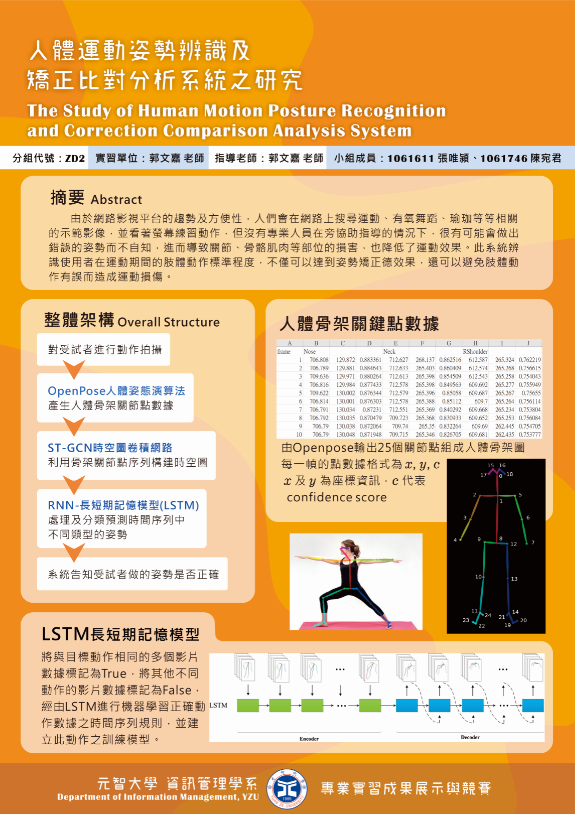 人體運動姿勢辨識及
矯正比對分析系統之研究
The Study of Human Motion Posture Recognition
and Correction Comparison Analysis System
分組代號：ZD2 實習單位：郭文嘉 老師 指導老師：郭文嘉 老師 小組成員：1061611 張唯潁、1061746 陳宛君
摘要 Abstract
由於網路影視平台的趨勢及方便性，人們會在網路上搜尋運動、有氧舞蹈、瑜珈等等相關
的示範影像，並看著螢幕練習動作，但沒有專業人員在旁協助指導的情況下，很有可能會做出
錯誤的姿勢而不自知，進而導致關節、骨骼肌肉等部位的損害，也降低了運動效果。此系統辨
識使用者在運動期間的肢體動作標準程度，不僅可以達到姿勢矯正德效果，還可以避免肢體動
作有誤而造成運動損傷。
整體架構 Overall Structure
對受試者進行動作拍攝
OpenPose人體姿態演算法
產生人體骨架關節點數據
ST-GCN時空圖卷積網路
利用骨架關節點序列構建時空圖
RNN-長短期記憶模型(LSTM)
處理及分類預測時間序列中
不同類型的姿勢
系統告知受試者做的姿勢是否正確
人體骨架關鍵點數據
A B C D E F G H I J
frame Nose Neck RShoulder
1 706.808 129.872 0.883361 712.627 268.137 0.862516 612.587 265.324 0.762219
2 706.789 129.881 0.884643 712.673 265.403 0.860409 612.574 265.268 0.756615
3 709.636 129.971 0.880264 712.613 265.398 0.854509 612.543 265.258 0.754043
4 706.816 129.984 0.877433 712.578 265.398 0.849563 609.692 265.277 0.755949
5 709.622 130.002 0.876344 712.579 265.396 0.85058 609.687 265.267 0.75655
6 706.814 130.001 0.876303 712.578 265.388 0.85112 609.7 265.264 0.756114
7 706.791 130.034 0.87231 712.551 265.369 0.840292 609.668 265.234 0.753804
8 706.792 130.035 0.870479 709.723 265.368 0.830933 609.652 265.253 0.756084
9 706.79 130.038 0.872064 709.74 265.35 0.832264 609.69 262.445 0.754705
10 706.79 130.048 0.871948 709.715 265.346 0.826705 609.681 262.435 0.753777
由Openpose輸出25個關節點組成人體骨架圖
每一幀的點數據格式為x, y, c
x 及 y 為座標資訊，c 代表
confidence score
15 16
17 0 18
2 1 5
3 6
4 9 8 12 7
10 13
11 24 21 14
23 22 19 20
LSTM長短期記憶模型
將與目標動作相同的多個影片
數據標記為True，將其他不同
動作的影片數據標記為False，
經由LSTM進行機器學習正確動
作數據之時間序列規則，並建
立此動作之訓練模型。
LSTM
Encoder
Decoder
元智大學 資訊管理學系
Department of Information Management, YZU
專業實習成果展示與競賽